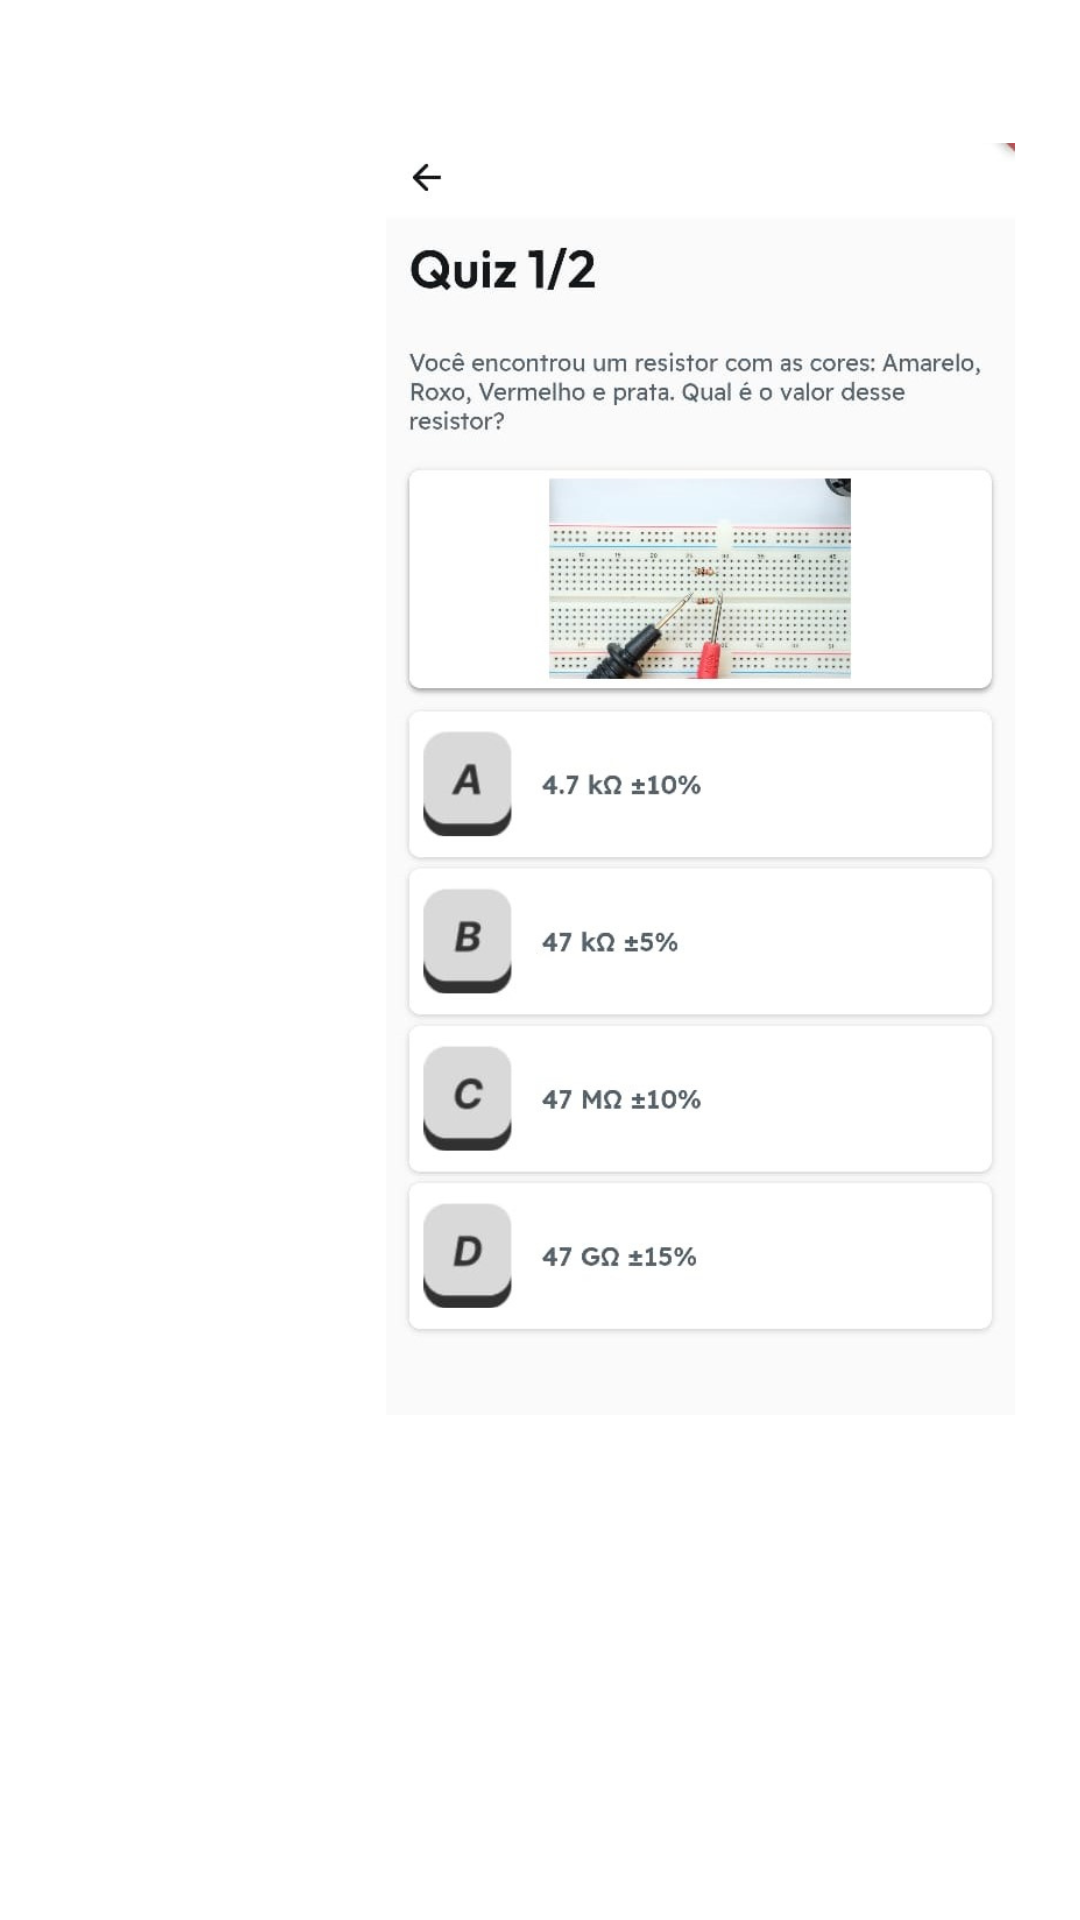 Quiz 1/2
Você encontrou um resistor com as cores: Amarelo,
Roxo, Vermelho e prata. Qual é o valor desse
resistor?
A
4.7 kΩ ±10%
B
47 kΩ ±5%
C
47 MΩ ±10%
D
47 GΩ ±15%